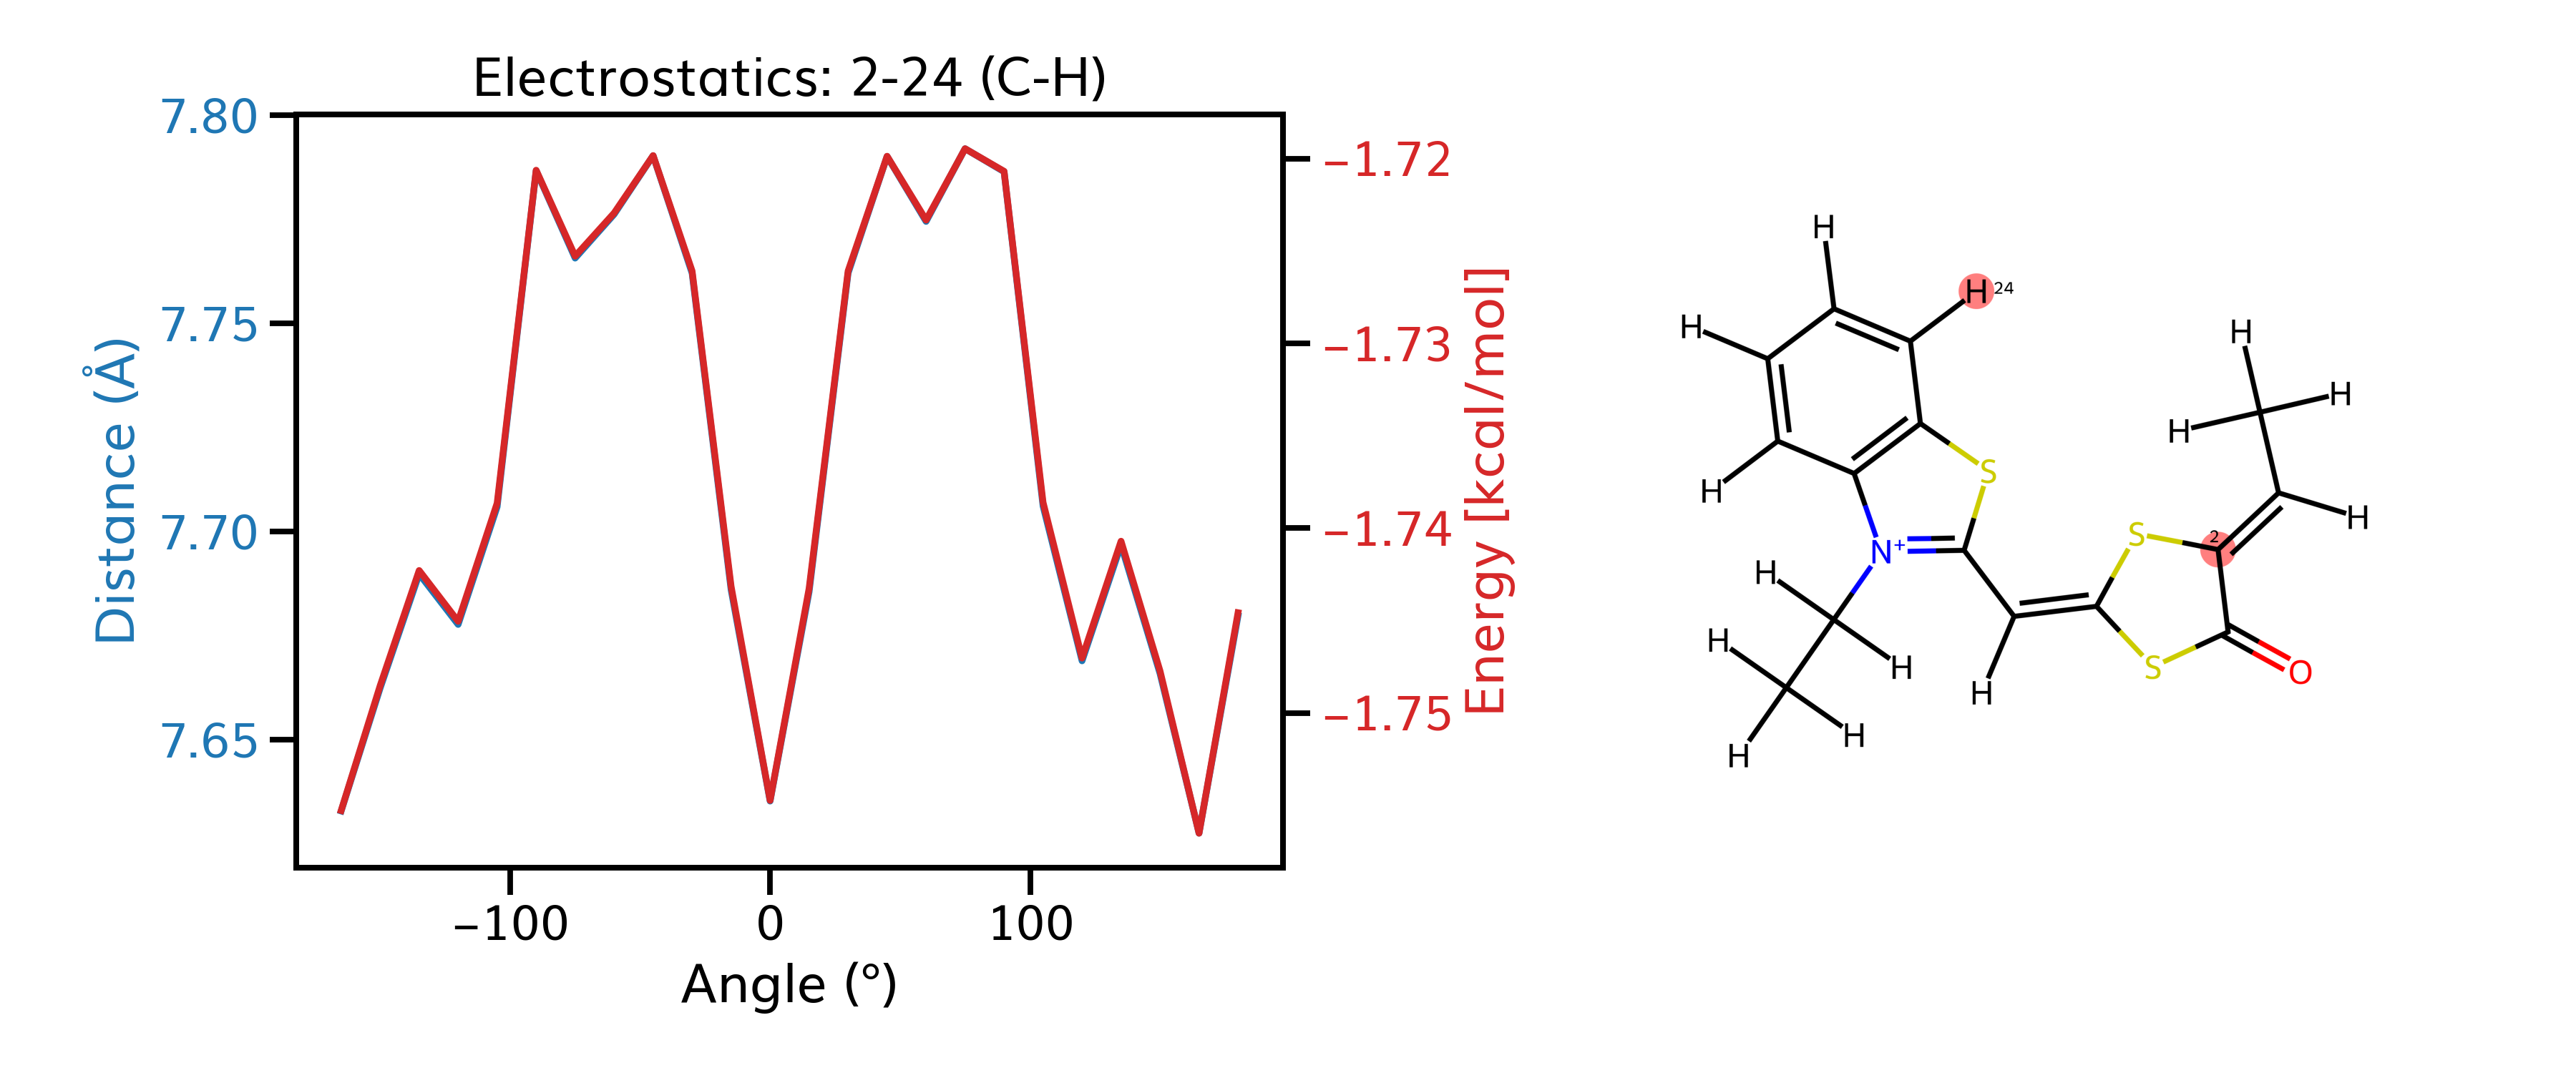 Electrostatics: 2-24 (C-H)
7.80
7.75
7.70
7.65
Distance (Å)
−1.72
−1.73
−1.74
−1.75
Energy [kcal/mol]
−100
0
100
Angle (°)
H
H 24
H
H
H
H
S
H
S
2
H
N+
H
H
H
S
O
H
H
H